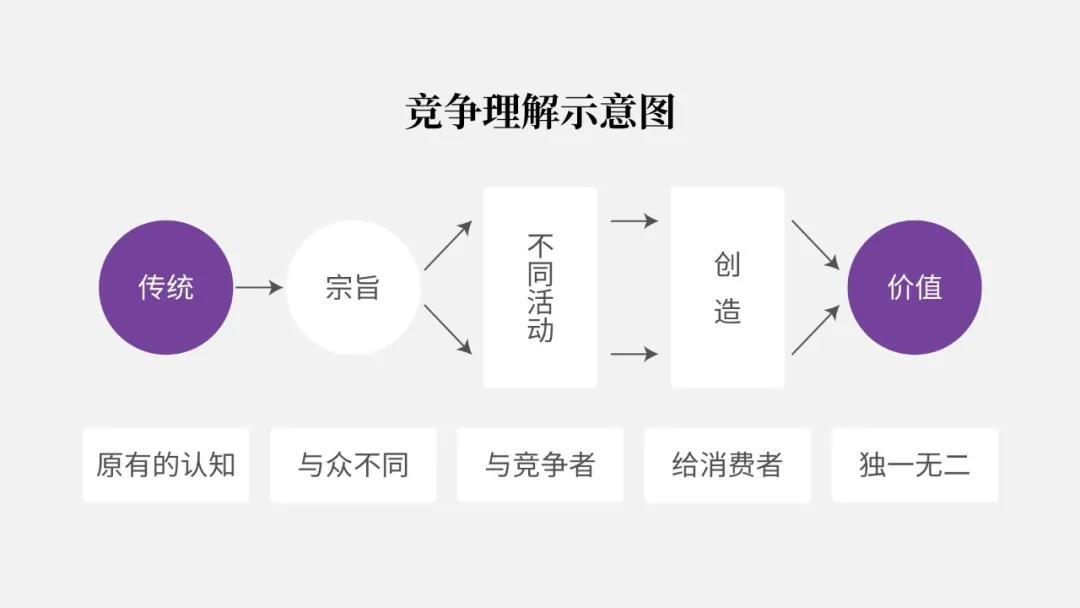 竞争理解示意图
传统
宗旨
不同活动
创造
价值
原有的认知
与众不同
与竞争者
给消费者
独一无二